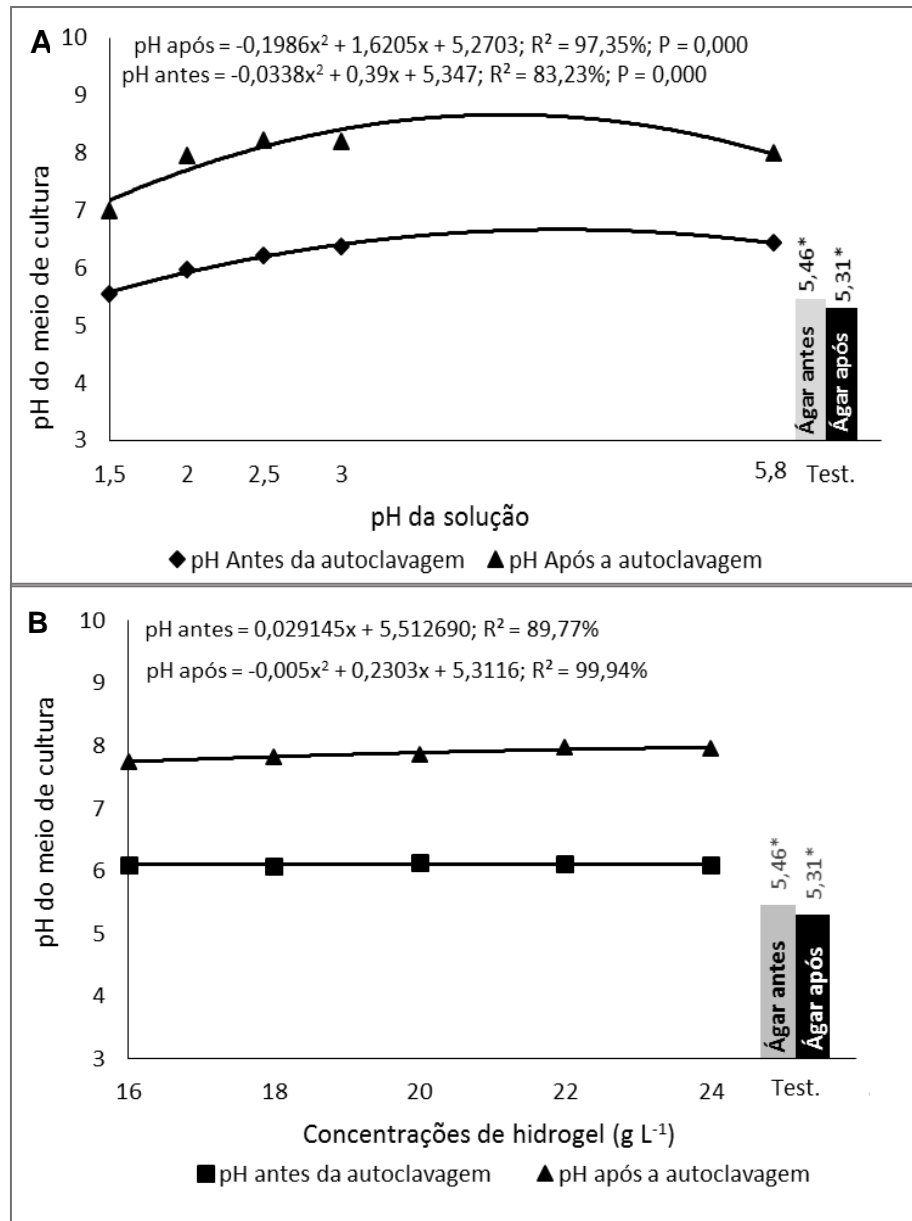 A
pH após = -0,1986x² + 1,6205x + 5,2703; R² = 97,35%; P = 0,000
pH antes = -0,0338x² + 0,39x + 5,347; R² = 83,23%; P = 0,000
pH do meio de cultura
10
9
8
7
6
5
4
3
5,46*
5,31*
Ágar antes
Ágar após
1,5 2 2,5 3 5,8 Test.
pH da solução
pH Antes da autoclavagem pH Após a autoclavagem
B
pH antes = 0,029145x + 5,512690; R² = 89,77%
pH após = -0,005x² + 0,2303x + 5,3116; R² = 99,94%
pH do meio de cultura
10
9
8
7
6
5
4
3
5,46*
5,31*
Ágar antes
Ágar após
16 18 20 22 24 Test.
Concentrações de hidrogel (g L⁻¹)
pH antes da autoclavagem pH após a autoclavagem